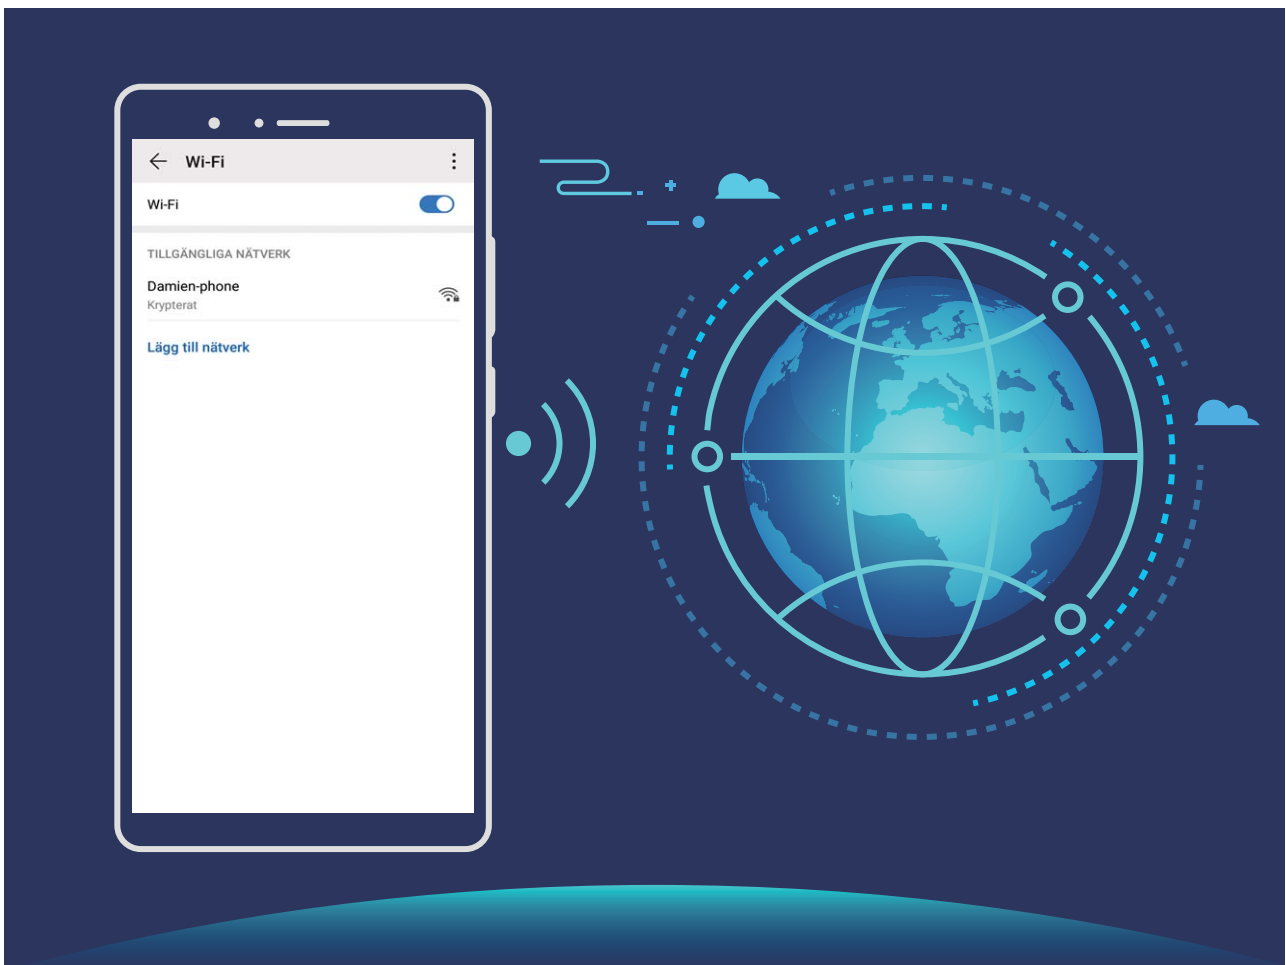 Wi-Fi
Wi-Fi
TILLGÄNGLIGA NÄTVERK
Damien-phone
Krypterat
Lägg till nätverk